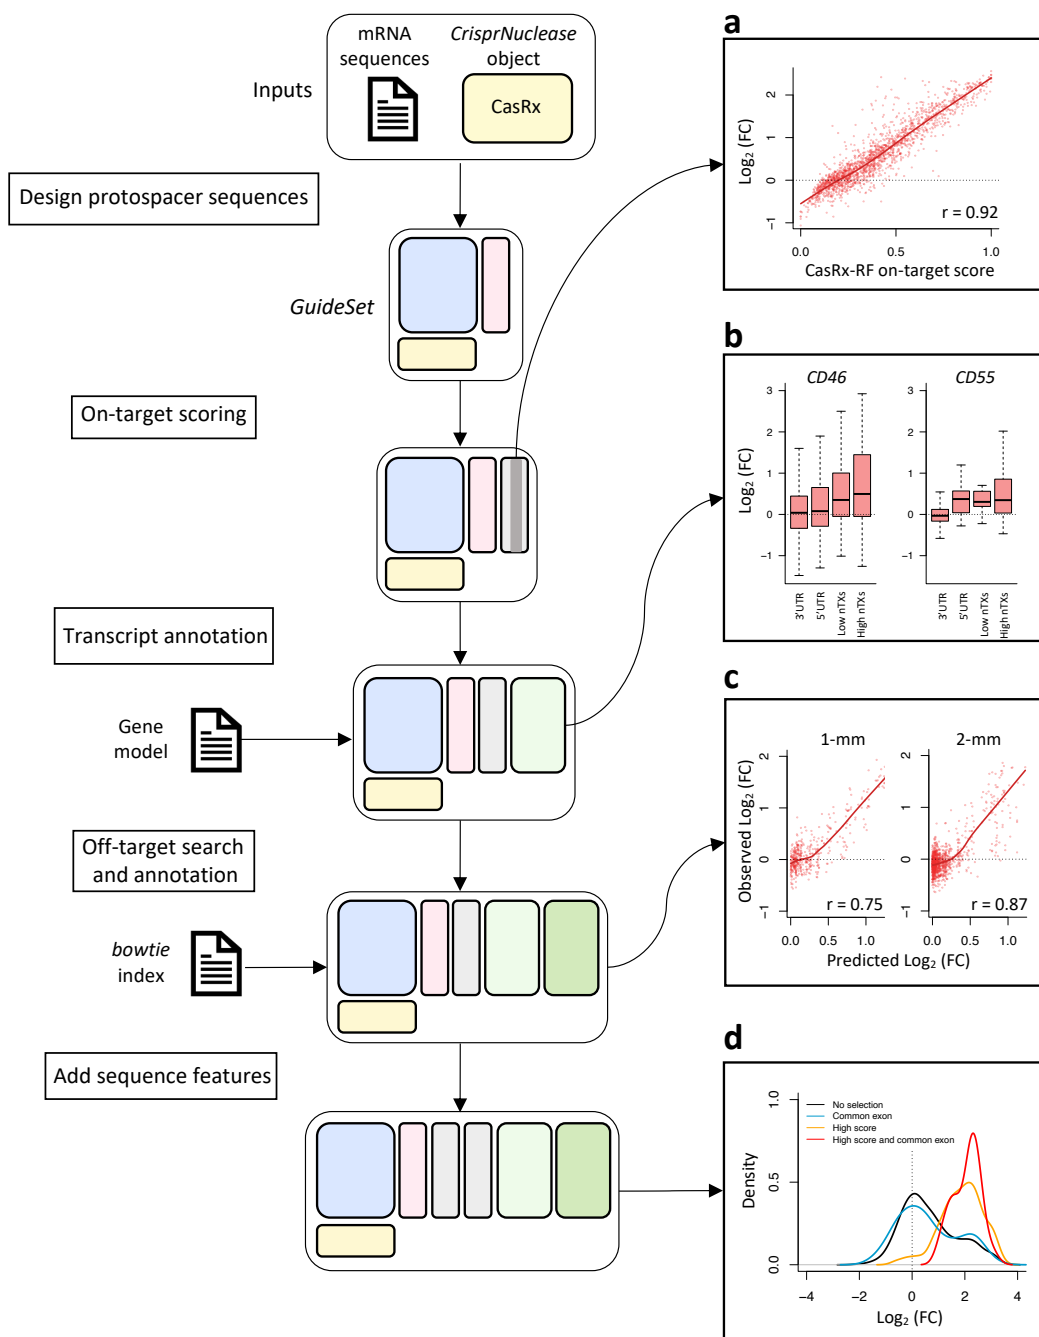 Inputs
mRNA
sequences
CrisprNuclease
object
CasRx
Design protospacer sequences
GuideSet
On-target scoring
Transcript annotation
Gene
model
Off-target search
and annotation
bowtie
index
Add sequence features
a
Log2 (FC)
2
1
0
−1
r = 0.92
0.0
0.5
1.0
CasRx-RF on-target score
b
CD46
CD55
Log2 (FC)
3
2
1
0
−1
3
2
1
0
−1
3'UTR
5'UTR
Low nTXs
High nTXs
3'UTR
5'UTR
Low nTXs
High nTXs
c
1-mm
2-mm
Observed Log2 (FC)
2
1
0
−1
2
1
0
−1
r = 0.75
r = 0.87
0.0
0.5
1.0
0.0
0.5
1.0
Predicted Log2 (FC)
d
Density
1.0
0.5
0.0
No selection
Common exon
High score
High score and common exon
−4
−2
0
2
4
Log2 (FC)